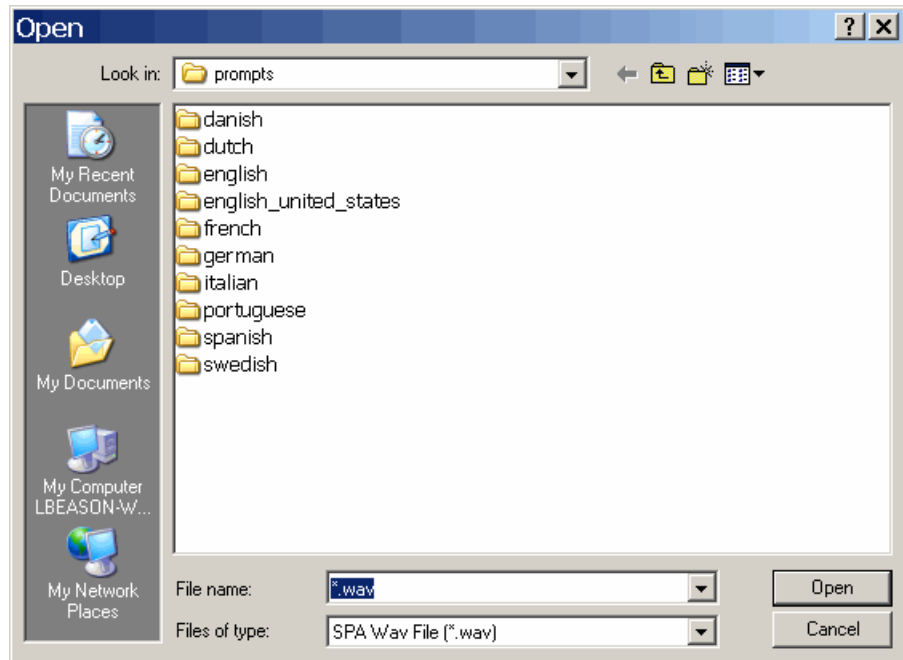 Open
Look in: prompts
My Recent
Documents
Desktop
My Documents
My Computer
LBEASON-W...
My Network
Places
danish
dutch
english
english_united_states
french
german
italian
portuguese
spanish
swedish
File name: *.wav Open
Files of type: SPA Wav File (*.wav) Cancel